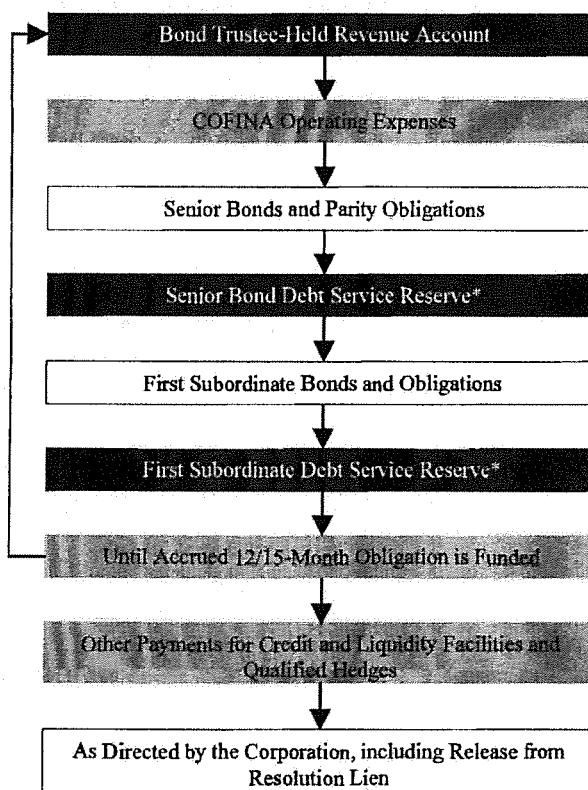 Bond Trustee-Held Revenue Account
COFINA Operating Expenses
Senior Bonds and Parity Obligations
Senior Bond Debt Service Reserve*
First Subordinate Bonds and Obligations
First Subordinate Debt Service Reserve*
Until Accrued 12/15-Month Obligation is Funded
Other Payments for Credit and Liquidity Facilities and
Qualified Hedges
As Directed by the Corporation, including Release from
Resolution Lien